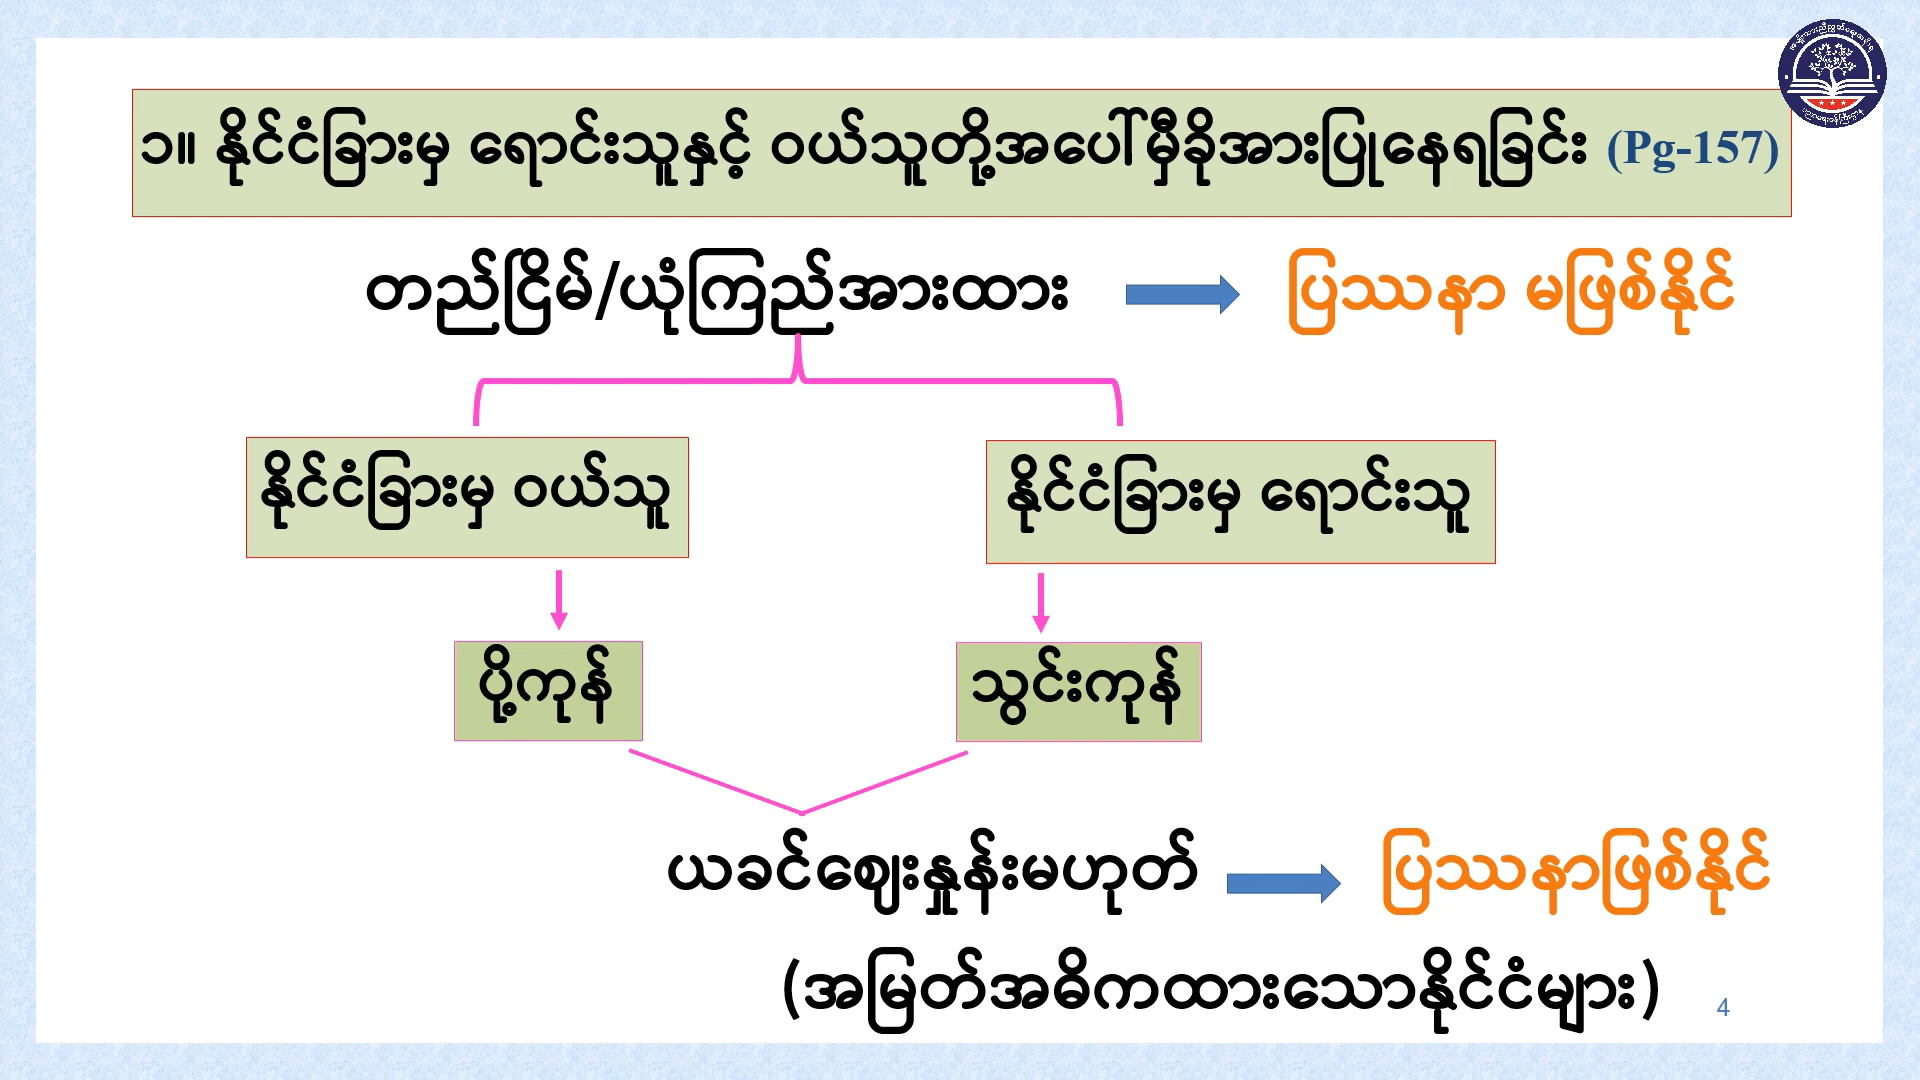 ၁။ နိုင်ငံခြားမှ ရောင်းသူနှင့် ဝယ်သူတို့အပေါ်မှီခိုအားပြုနေရခြင်း (Pg-157)
တည်ငြိမ်/ယုံကြည်အားထား
ပြဿနာ မဖြစ်နိုင်
နိုင်ငံခြားမှ ဝယ်သူ
နိုင်ငံခြားမှ ရောင်းသူ
ပို့ကုန်
သွင်းကုန်
ယခင်ဈေးနှုန်းမဟုတ်
ပြဿနာဖြစ်နိုင်
(အမြတ်အဓိကထားသောနိုင်ငံများ)
4